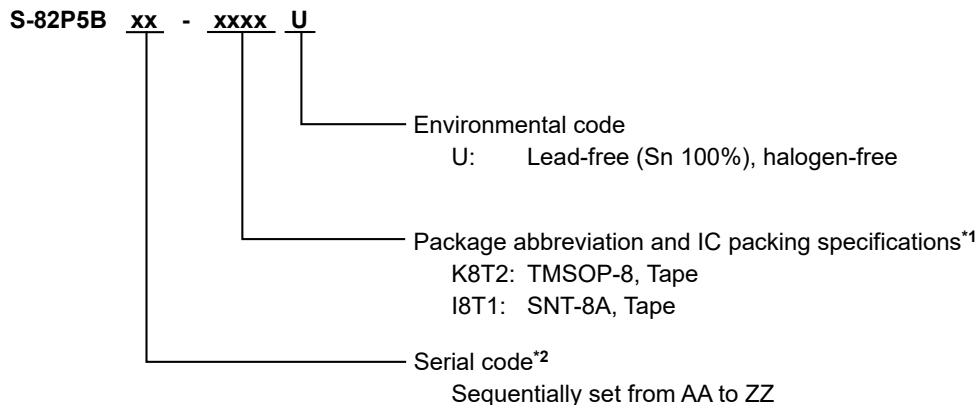 S-82P5B xx - xxxx U
Environmental code
U: Lead-free (Sn 100%), halogen-free
Package abbreviation and IC packing specifications*1
K8T2: TMSOP-8, Tape
I8T1: SNT-8A, Tape
Serial code*2
Sequentially set from AA to ZZ